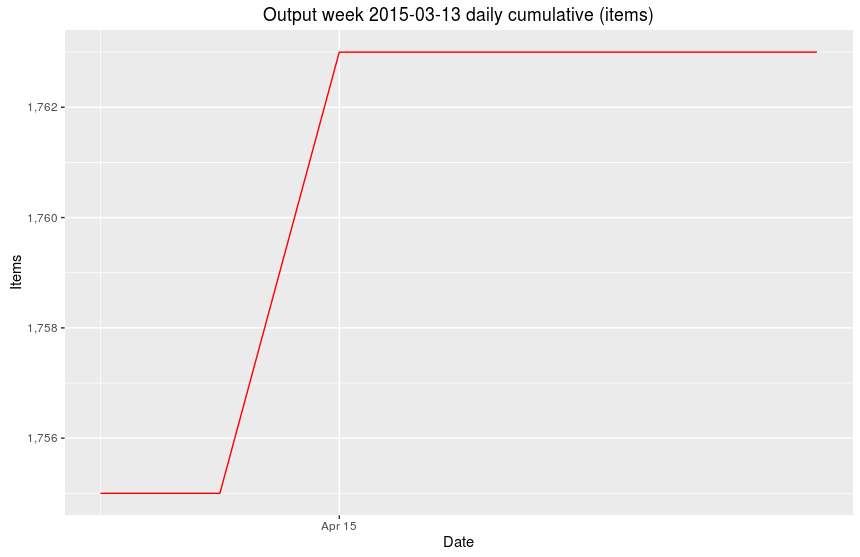 Output week 2015-03-13 daily cumulative (items)
1,762
1,760
1,758
1,756
Items
Apr 15
Date